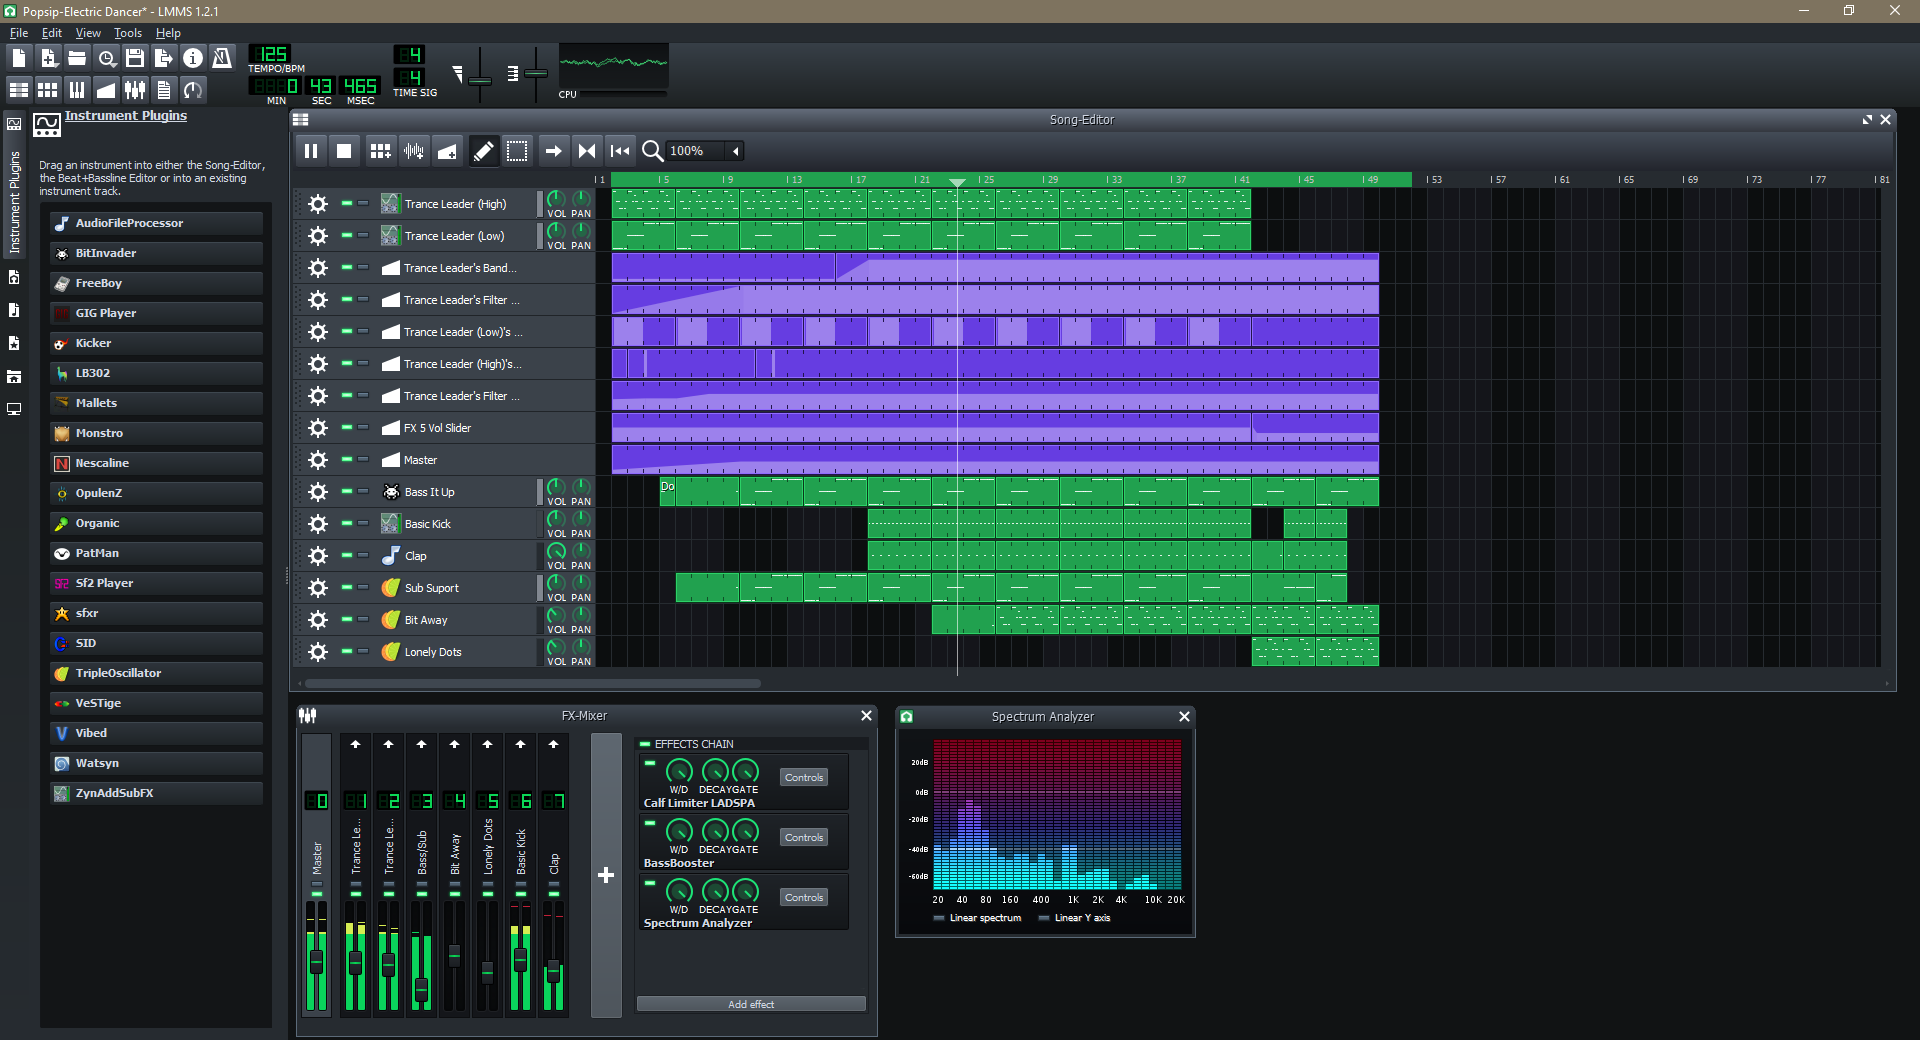 Popsip-Electric Dancer* - LMMS 1.2.1
File Edit View Tools Help
125
TEMPO/BPM
0 43 465
MIN SEC MSEC
4
4
TIME SIG
CPU
Instrument Plugins
Instrument Plugins
Drag an instrument into either the Song-Editor,
the Beat+Bassline Editor or into an existing
instrument track.
AudioFileProcessor
BitInvader
FreeBoy
GIG Player
Kicker
LB302
Mallets
Monstro
Nescaline
OpulenZ
Organic
PatMan
Sf2 Player
sfxr
SID
TripleOscillator
VeSTige
Vibed
Watsyn
ZynAddSubFX
Song-Editor
100%
1 5 9 13 17 21 25 29 33 37 41 45 49 53 57 61 65 69 73 77 81
Trance Leader (High) VOL PAN
Trance Leader (Low) VOL PAN
Trance Leader's Band...
Trance Leader's Filter ...
Trance Leader (Low)'s ...
Trance Leader (High)'s...
Trance Leader's Filter ...
FX 5 Vol Slider
Master
Bass It Up VOL PAN Do
Basic Kick VOL PAN
Clap VOL PAN
Sub Suport VOL PAN
Bit Away VOL PAN
Lonely Dots VOL PAN
FX-Mixer
0 1 2 3 4 5 6 7
Master
Trance Le...
Trance Le...
Bass/Sub
Bit Away
Lonely Dots
Basic Kick
Clap
EFFECTS CHAIN
W/D DECAY GATE Controls
Calf Limiter LADSPA
W/D DECAY GATE Controls
BassBooster
W/D DECAY GATE Controls
Spectrum Analyzer
Add effect
Spectrum Analyzer
20dB
0dB
-20dB
-40dB
-60dB
20 40 80 160 400 1K 2K 4K 10K 20K
Linear spectrum Linear Y axis